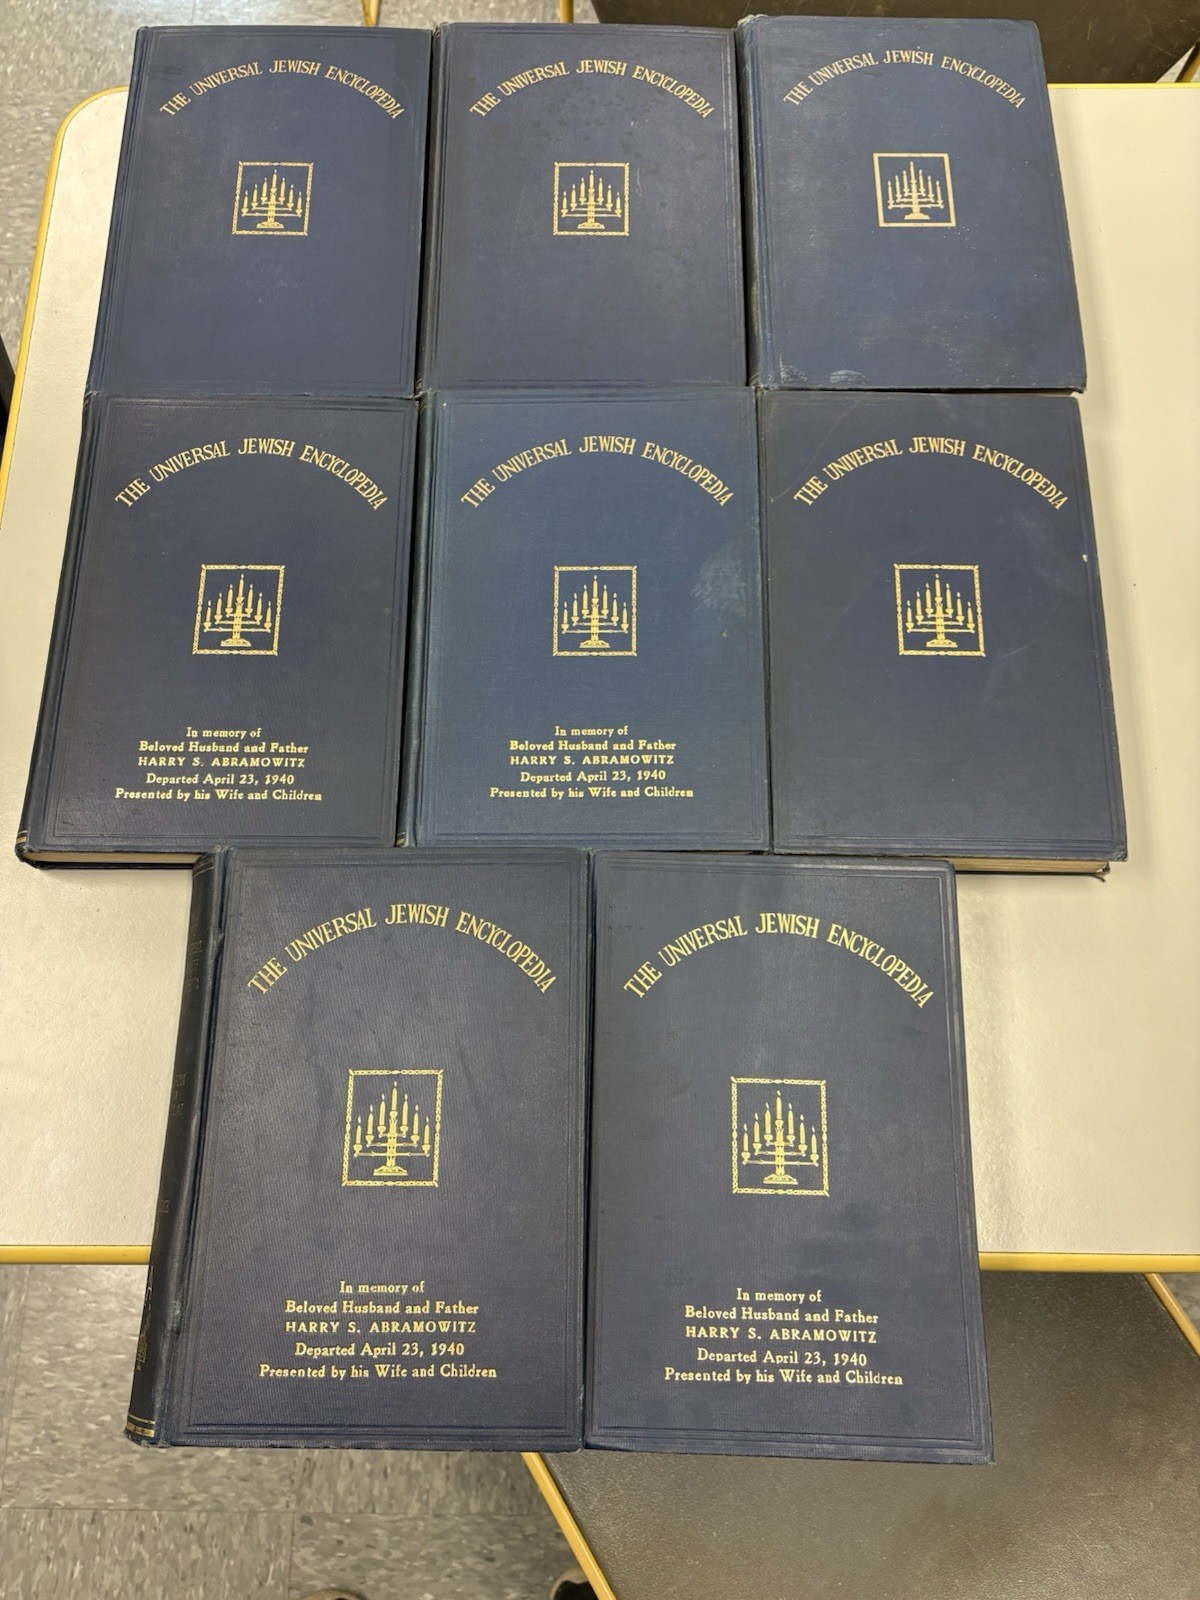 THE UNIVERSAL JEWISH ENCYCLOPEDIA
THE UNIVERSAL JEWISH ENCYCLOPEDIA
THE UNIVERSAL JEWISH ENCYCLOPEDIA
THE UNIVERSAL JEWISH ENCYCLOPEDIA
In memory of
Beloved Husband and Father
HARRY S. ABRAMOWITZ
Departed April 23, 1940
Presented by his Wife and Children
THE UNIVERSAL JEWISH ENCYCLOPEDIA
In memory of
Beloved Husband and Father
HARRY S. ABRAMOWITZ
Departed April 23, 1940
Presented by his Wife and Children
THE UNIVERSAL JEWISH ENCYCLOPEDIA
THE UNIVERSAL JEWISH ENCYCLOPEDIA
In memory of
Beloved Husband and Father
HARRY S. ABRAMOWITZ
Departed April 23, 1940
Presented by his Wife and Children
THE UNIVERSAL JEWISH ENCYCLOPEDIA
In memory of
Beloved Husband and Father
HARRY S. ABRAMOWITZ
Departed April 23, 1940
Presented by his Wife and Children